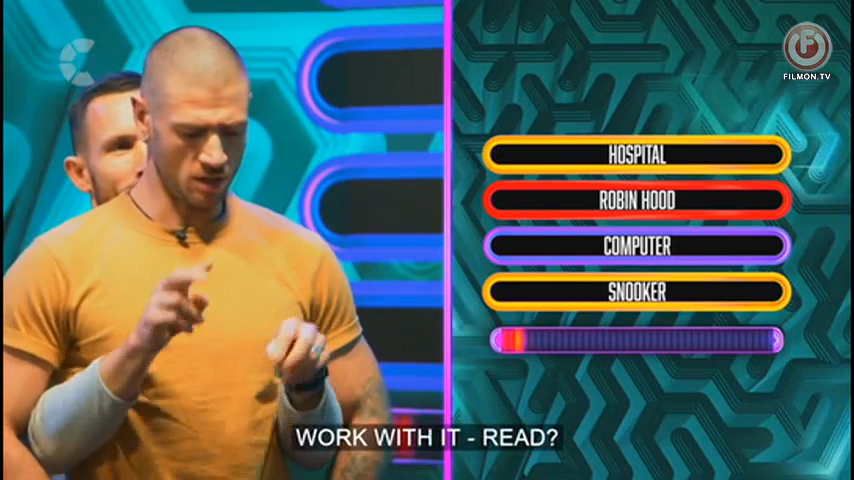 FILMON.TV
HOSPITAL
ROBIN HOOD
COMPUTER
SNOOKER
WORK WITH IT - READ?